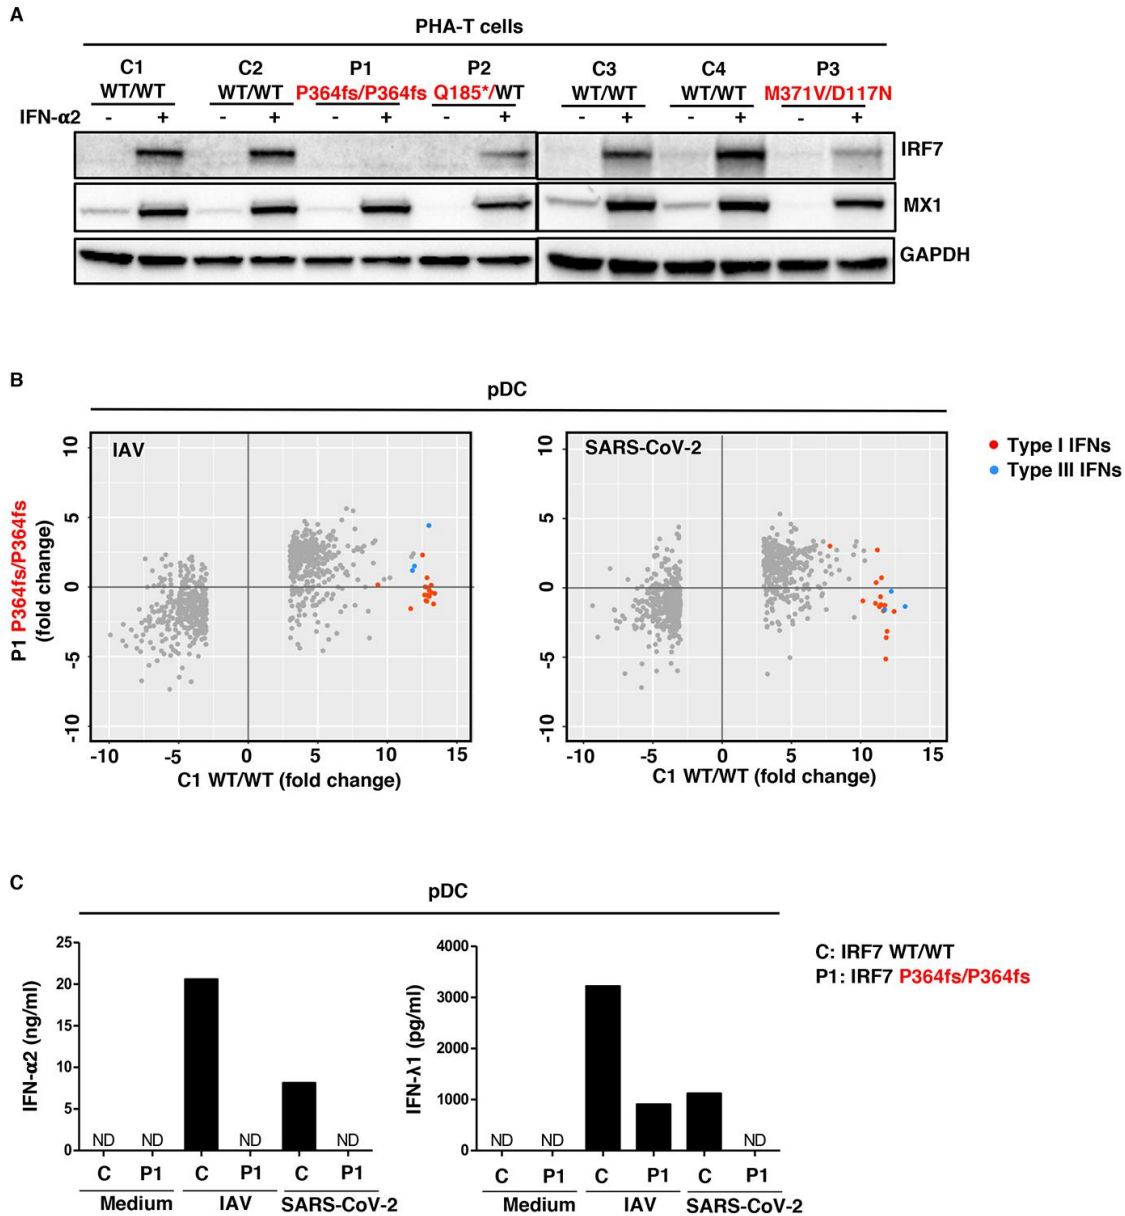 A
PHA-T cells
C1 C2 P1 P2 C3 C4 P3
WT/WT WT/WT P364fs/P364fs Q185*/WT WT/WT WT/WT M371V/D117N
IFN-α2 - + - + - + - + - + - + - +
IRF7
MX1
GAPDH
B
pDC
IAV
10
5
0
-5
-10
P1 P364fs/P364fs
(fold change)
-10 -5 0 5 10 15
C1 WT/WT (fold change)
SARS-CoV-2
10
5
0
-5
-10
-10 -5 0 5 10 15
C1 WT/WT (fold change)
Type I IFNs
Type III IFNs
C
pDC
IFN-α2 (ng/ml)
25
20
15
10
5
0
ND ND ND ND
C P1 C P1 C P1
Medium IAV SARS-CoV-2
IFN-λ1 (pg/ml)
4000
3000
2000
1000
0
ND ND ND
C P1 C P1 C P1
Medium IAV SARS-CoV-2
C: IRF7 WT/WT
P1: IRF7 P364fs/P364fs